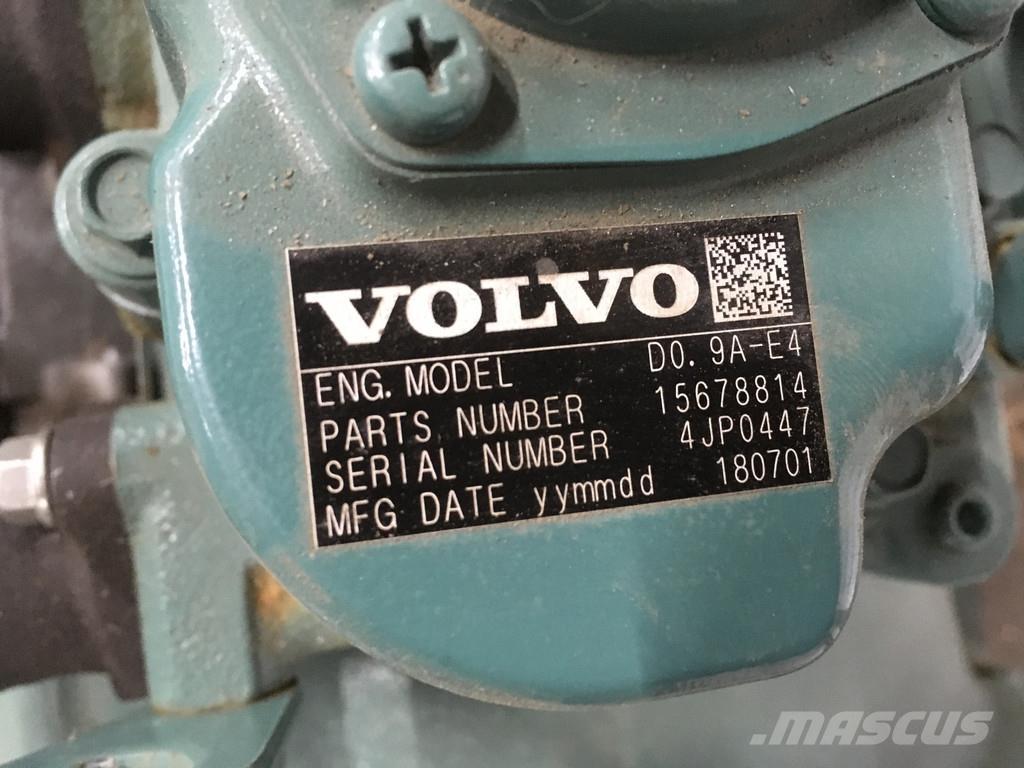 VOLVO
ENG. MODEL D0. 9A-E4
PARTS NUMBER 15678814
SERIAL NUMBER 4JP0447
MFG DATE yymmdd 180701
MASCUS